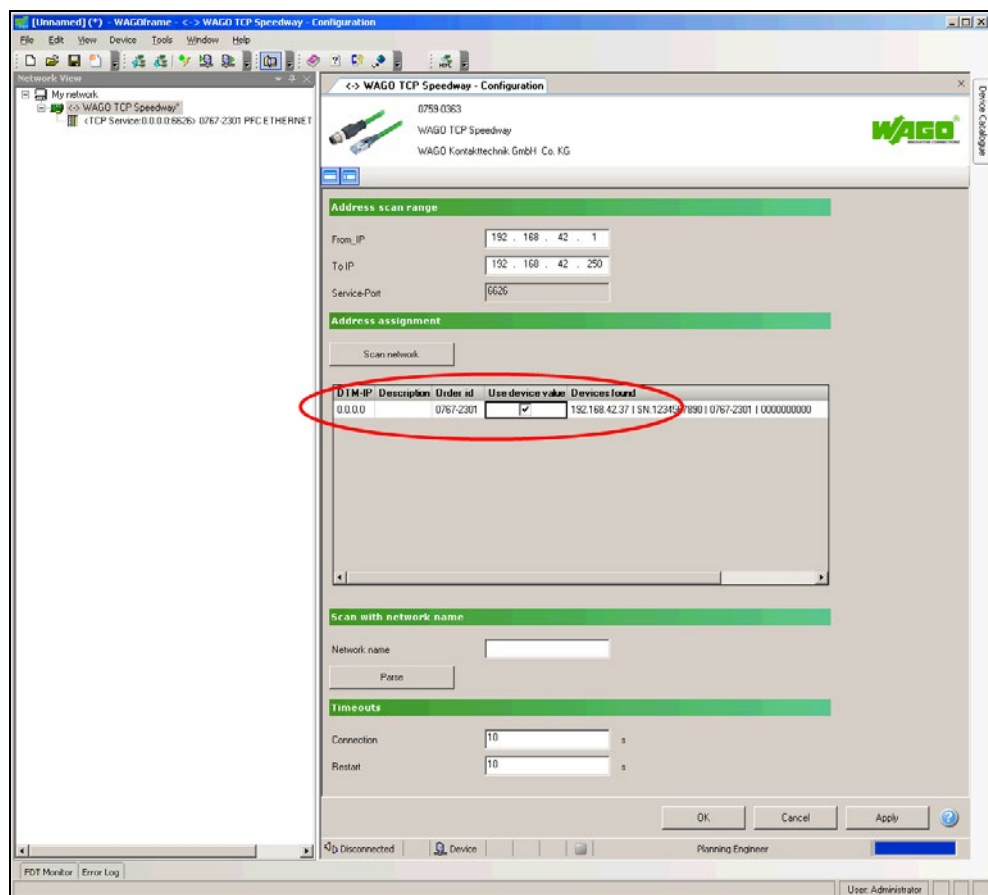 [Unnamed] (*) - WAGOframe - <-> WAGO TCP Speedway - Configuration
File Edit View Device Tools Window Help
Network View
My network
<-> WAGO TCP Speedway*
<TCP Service:0.0.0.0:6626> 0767-2301 PFC ETHERNET
<-> WAGO TCP Speedway - Configuration
0759-0363
WAGO TCP Speedway
WAGO Kontakttechnik GmbH Co. KG
WAGO
INNOVATIVE CONNECTIONS
Device Catalogue
Address scan range
From_IP 192 . 168 . 42 . 1
To IP 192 . 168 . 42 . 250
Service-Port 6626
Address assignment
Scan network
DTM-IP Description Order id Use device value Devices found
0.0.0.0 0767-2301 192.168.42.37 | SN:1234567890 | 0767-2301 | 0000000000
Scan with network name
Network name
Parse
Timeouts
Connection 10 s
Restart 10 s
OK Cancel Apply
Disconnected Device Planning Engineer
FDT Monitor Error Log
User: Administrator